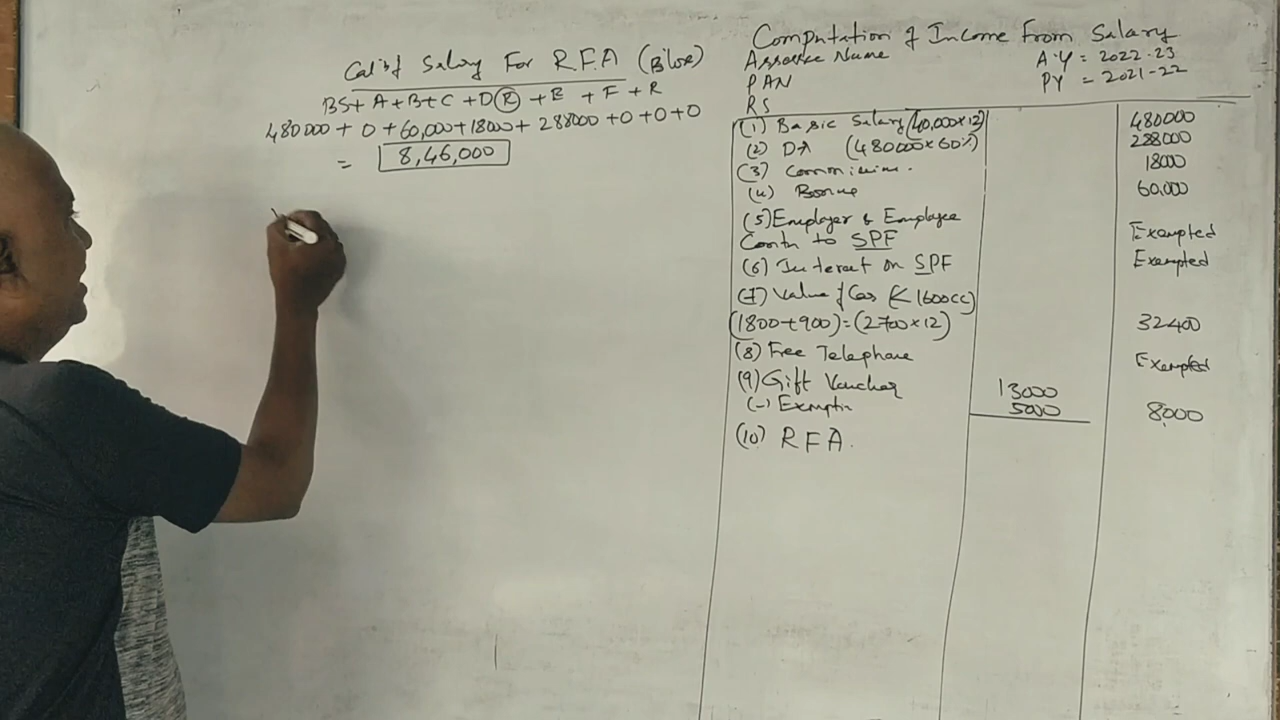 Cal of Salary For RFA (Bilor)
BS + A + B + C + D(R) + E + F + R
480000 + 0 + 60,000 + 18000 + 288000 + 0 + 0 + 0
= 8,46,000
Computation of Income From Salary
Assessee Name A.Y = 2022-23
PAN PY = 2021-22
RS
(1) Basic Salary (40,000×12) 480000
(2) DA (480000×60%) 288000
(3) Commission. 18000
(4) Bonus 60,000
(5) Employer & Employee
Contn to SPF Exempted
(6) Interest on SPF Exempted
(7) Value of Car (< 1600cc)
(1800+900)=(2700×12) 32400
(8) Free Telephone Exempted
(9) Gift Voucher 13000
(-) Exemptn 5000 8,000
(10) RFA.